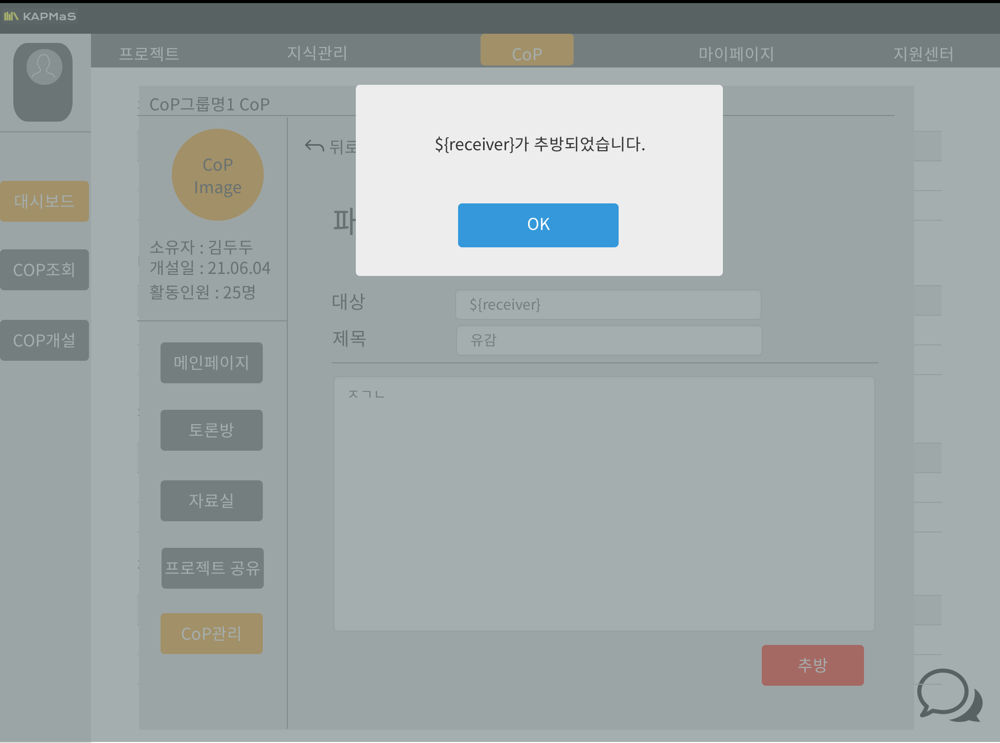 KAPMaS
프로젝트
지식관리
CoP
마이페이지
지원센터
대시보드
COP조회
COP개설
CoP그룹명1 CoP
CoP
Image
소유자 : 김두두
개설일 : 21.06.04
활동인원 : 25명
메인페이지
토론방
자료실
프로젝트 공유
CoP관리
${receiver}가 추방되었습니다.
OK
대상
${receiver}
제목
유감
ㅈㄱㄴ
추방